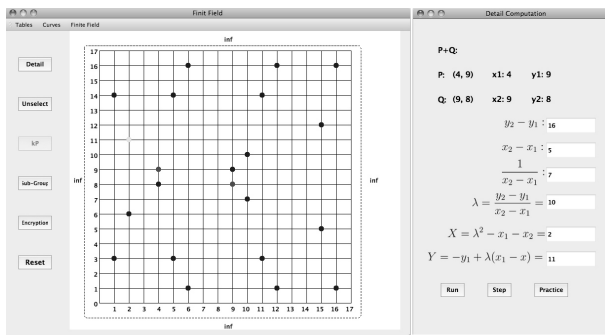 Finit Field
Tables Curves Finite Field
inf
17
16
15
14
13
12
11
10
9
8
7
6
5
4
3
2
1
0
1 2 3 4 5 6 7 8 9 10 11 12 13 14 15 16 17
inf
inf
inf
Detail
Unselect
kP
Sub-Group
Encryption
Reset
Detail Computation
P+Q:
P: (4, 9) x1: 4 y1: 9
Q: (9, 8) x2: 9 y2: 8
y₂ − y₁ : 16
x₂ − x₁ : 5
1/(x₂ − x₁) : 7
λ = (y₂ − y₁)/(x₂ − x₁) = 10
X = λ² − x₁ − x₂ = 2
Y = −y₁ + λ(x₁ − x) = 11
Run Step Practice